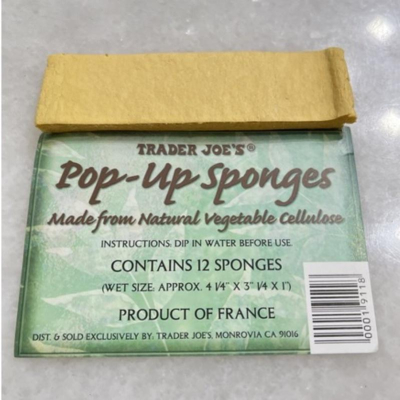 TRADER JOE'S®
Pop-Up Sponges
Made from Natural Vegetable Cellulose
INSTRUCTIONS: DIP IN WATER BEFORE USE.
CONTAINS 12 SPONGES
(WET SIZE: APPROX. 4 1/4" X 3" 1/4 X 1")
PRODUCT OF FRANCE
DIST. & SOLD EXCLUSIVELY BY: TRADER JOE'S, MONROVIA CA 91016
00019118